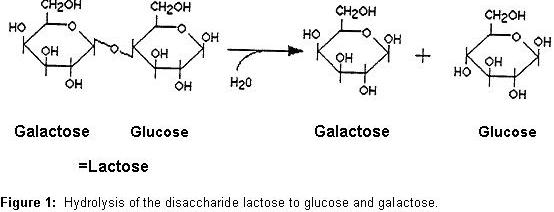 CH₂OH CH₂OH CH₂OH CH₂OH
HO O O OH HO O OH O OH
OH O OH OH HO OH
OH OH H₂O OH OH
Galactose Glucose + Galactose Glucose
=Lactose
Figure 1: Hydrolysis of the disaccharide lactose to glucose and galactose.